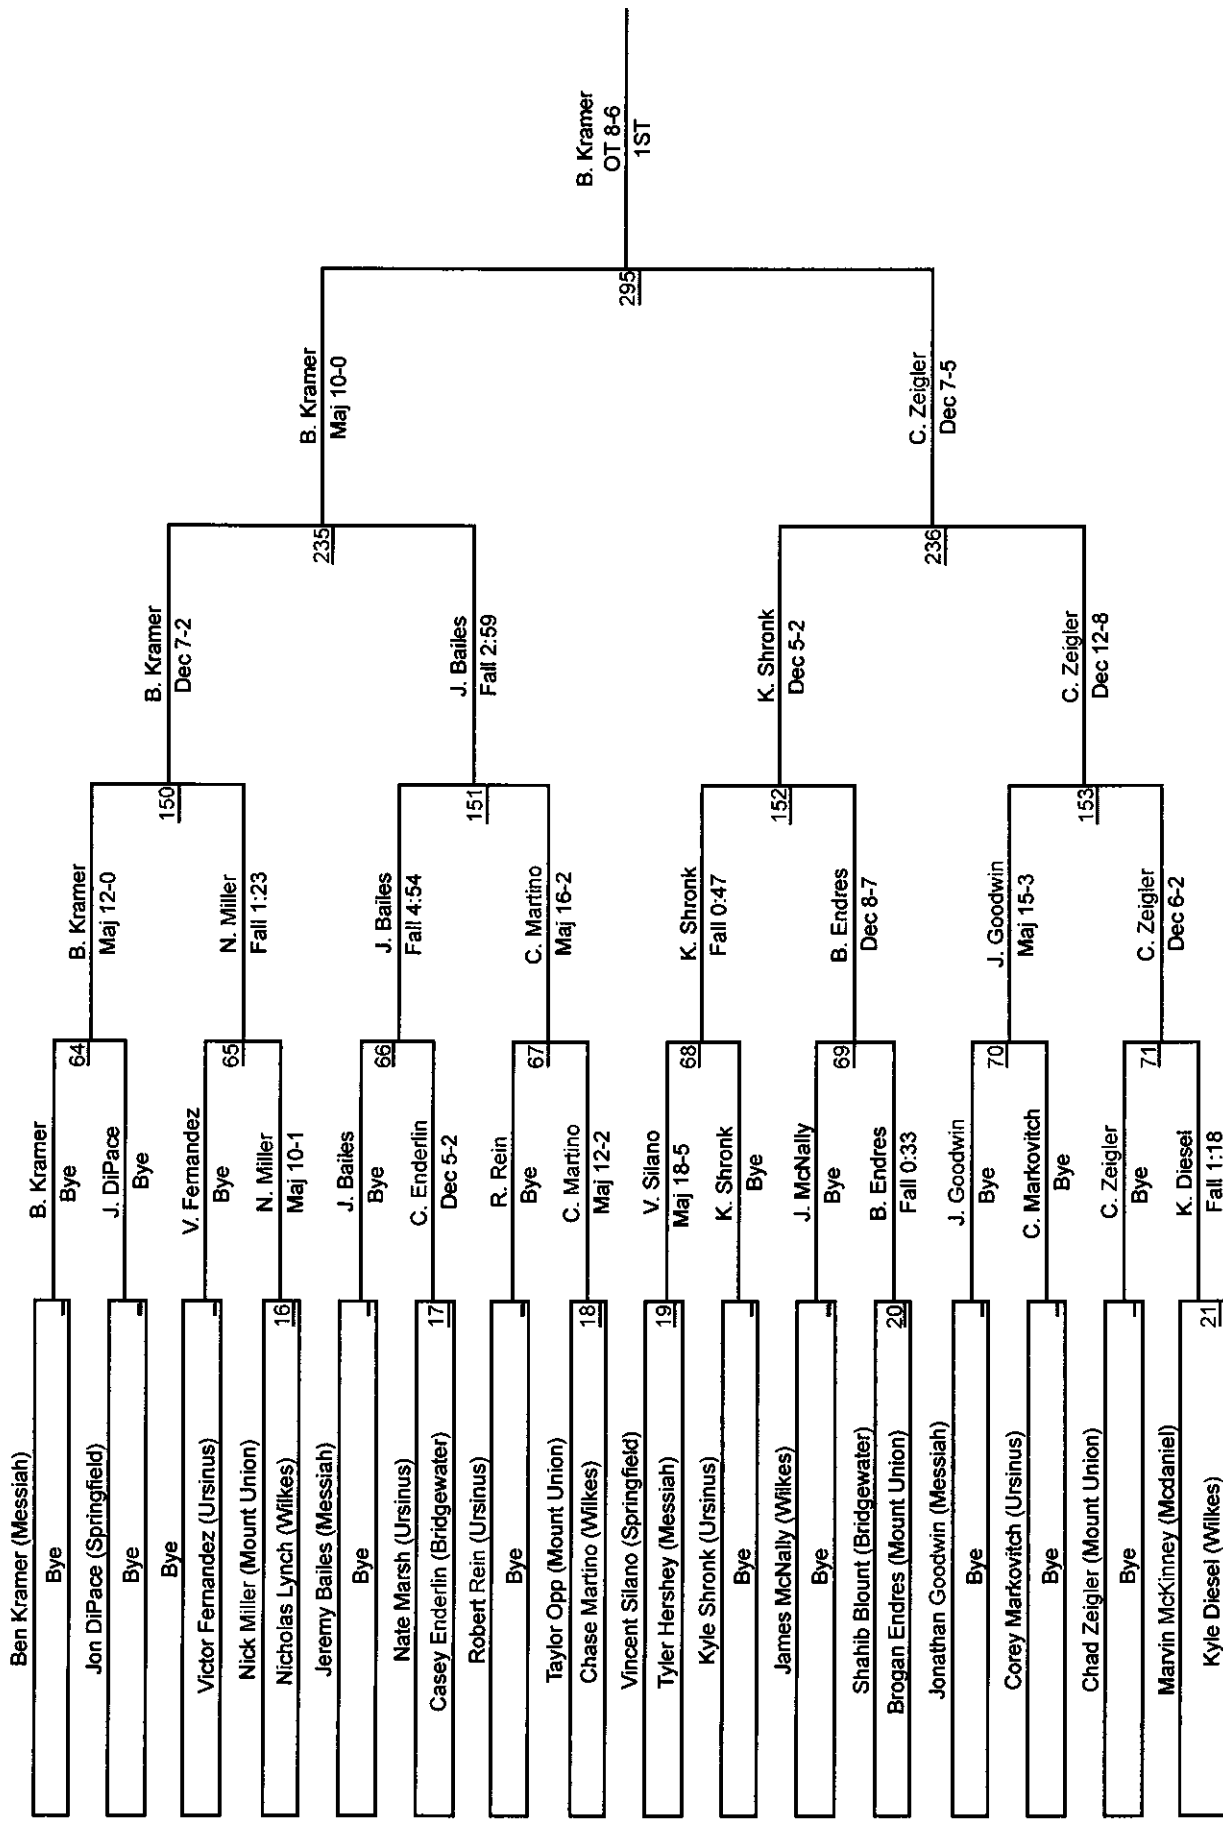 Ben Kramer (Messiah)
Bye
Jon DiPace (Springfield)
Bye
Bye
Victor Fernandez (Ursinus)
Nick Miller (Mount Union)
Nicholas Lynch (Wilkes)
16
Jeremy Bailes (Messiah)
Bye
Nate Marsh (Ursinus)
Casey Enderlin (Bridgewater)
17
Robert Rein (Ursinus)
Bye
Taylor Opp (Mount Union)
Chase Martino (Wilkes)
18
Vincent Silano (Springfield)
Tyler Hershey (Messiah)
19
Kyle Shronk (Ursinus)
Bye
James McNally (Wilkes)
Bye
Shahib Blount (Bridgewater)
Brogan Endres (Mount Union)
20
Jonathan Goodwin (Messiah)
Bye
Corey Markovitch (Ursinus)
Bye
Chad Zeigler (Mount Union)
Bye
Marvin McKinney (Mcdaniel)
Kyle Diesel (Wilkes)
21
B. Kramer
Bye
64
J. DiPace
Bye
V. Fernandez
Bye
65
N. Miller
Maj 10-1
J. Bailes
Bye
66
C. Enderlin
Dec 5-2
R. Rein
Bye
67
C. Martino
Maj 12-2
V. Silano
Maj 18-5
68
K. Shronk
Bye
J. McNally
Bye
69
B. Endres
Fall 0:33
J. Goodwin
Bye
70
C. Markovitch
Bye
C. Zeigler
Bye
71
K. Diesel
Fall 1:18
B. Kramer
Maj 12-0
150
N. Miller
Fall 1:23
J. Bailes
Fall 4:54
151
C. Martino
Maj 16-2
K. Shronk
Fall 0:47
152
B. Endres
Dec 8-7
J. Goodwin
Maj 15-3
153
C. Zeigler
Dec 6-2
B. Kramer
Dec 7-2
235
J. Bailes
Fall 2:59
K. Shronk
Dec 5-2
236
C. Zeigler
Dec 12-8
B. Kramer
Maj 10-0
295
C. Zeigler
Dec 7-5
B. Kramer
OT 8-6
1ST